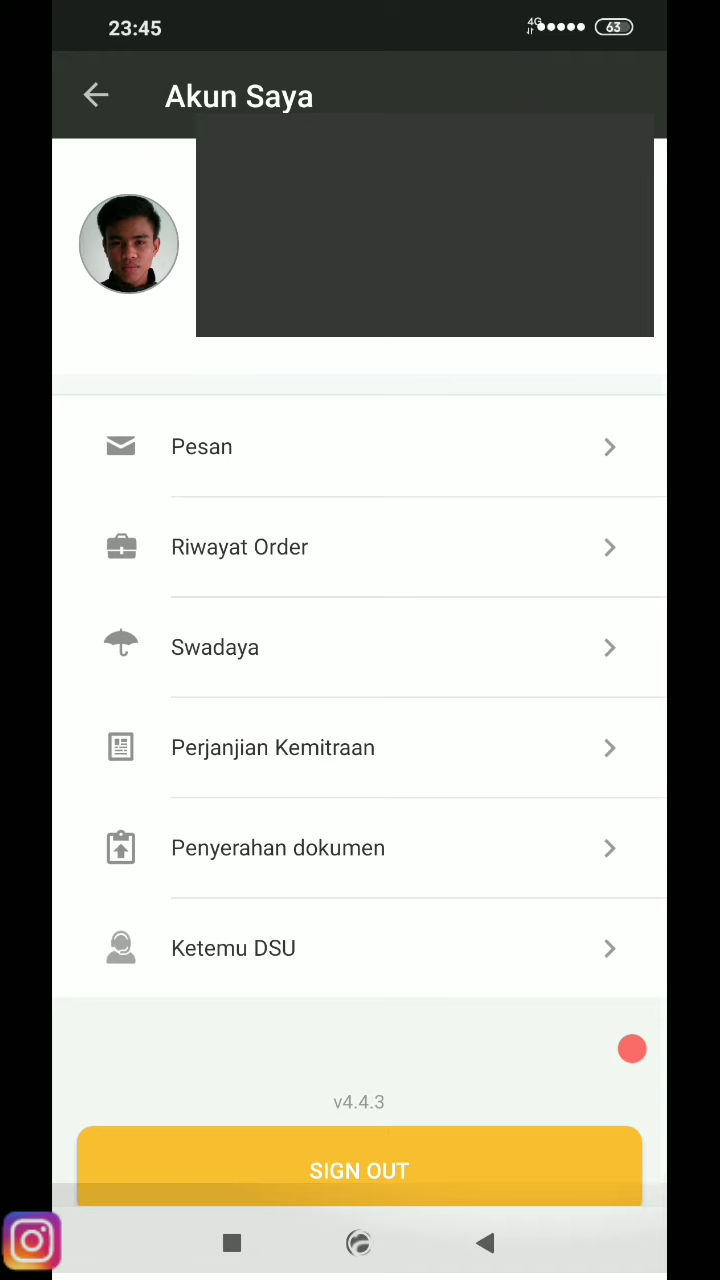 23:45
4G
63
Akun Saya
Pesan
Riwayat Order
Swadaya
Perjanjian Kemitraan
Penyerahan dokumen
Ketemu DSU
v4.4.3
SIGN OUT